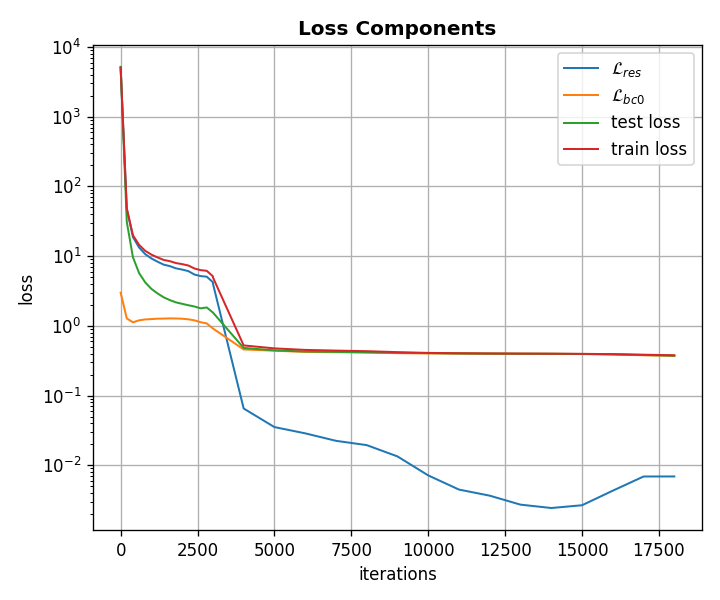 Loss Components
10^4
10^3
10^2
10^1
10^0
10^−1
10^−2
loss
0 2500 5000 7500 10000 12500 15000 17500
iterations
ℒ_res
ℒ_bc0
test loss
train loss